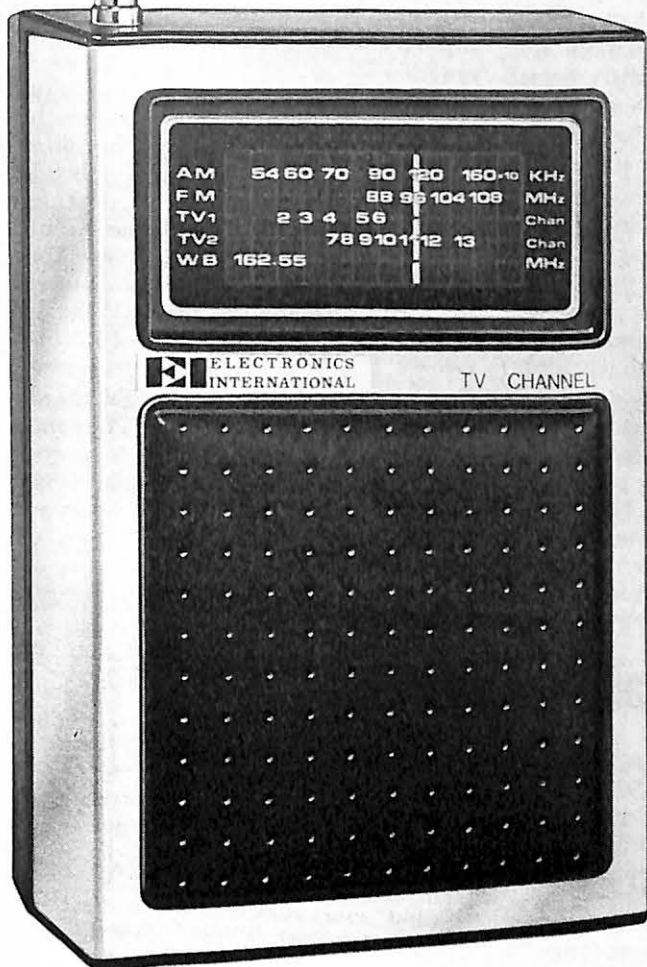 AM 54 60 70 90 120 160×10 KHz
FM 88 98 104 108 MHz
TV1 2 3 4 5 6 Chan
TV2 7 8 9 10 11 12 13 Chan
WB 162.55 MHz
ELECTRONICS
INTERNATIONAL
TV CHANNEL